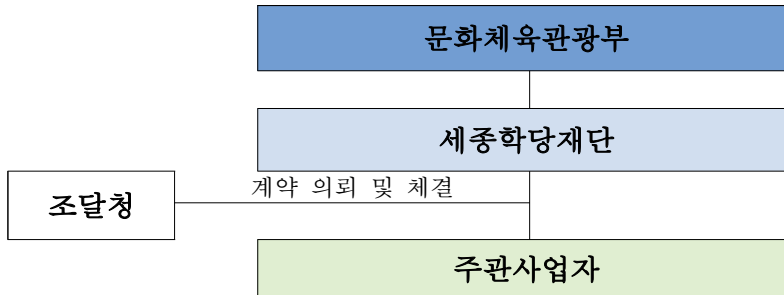 문화체육관광부
세종학당재단
계약 의뢰 및 체결
조달청
주관사업자